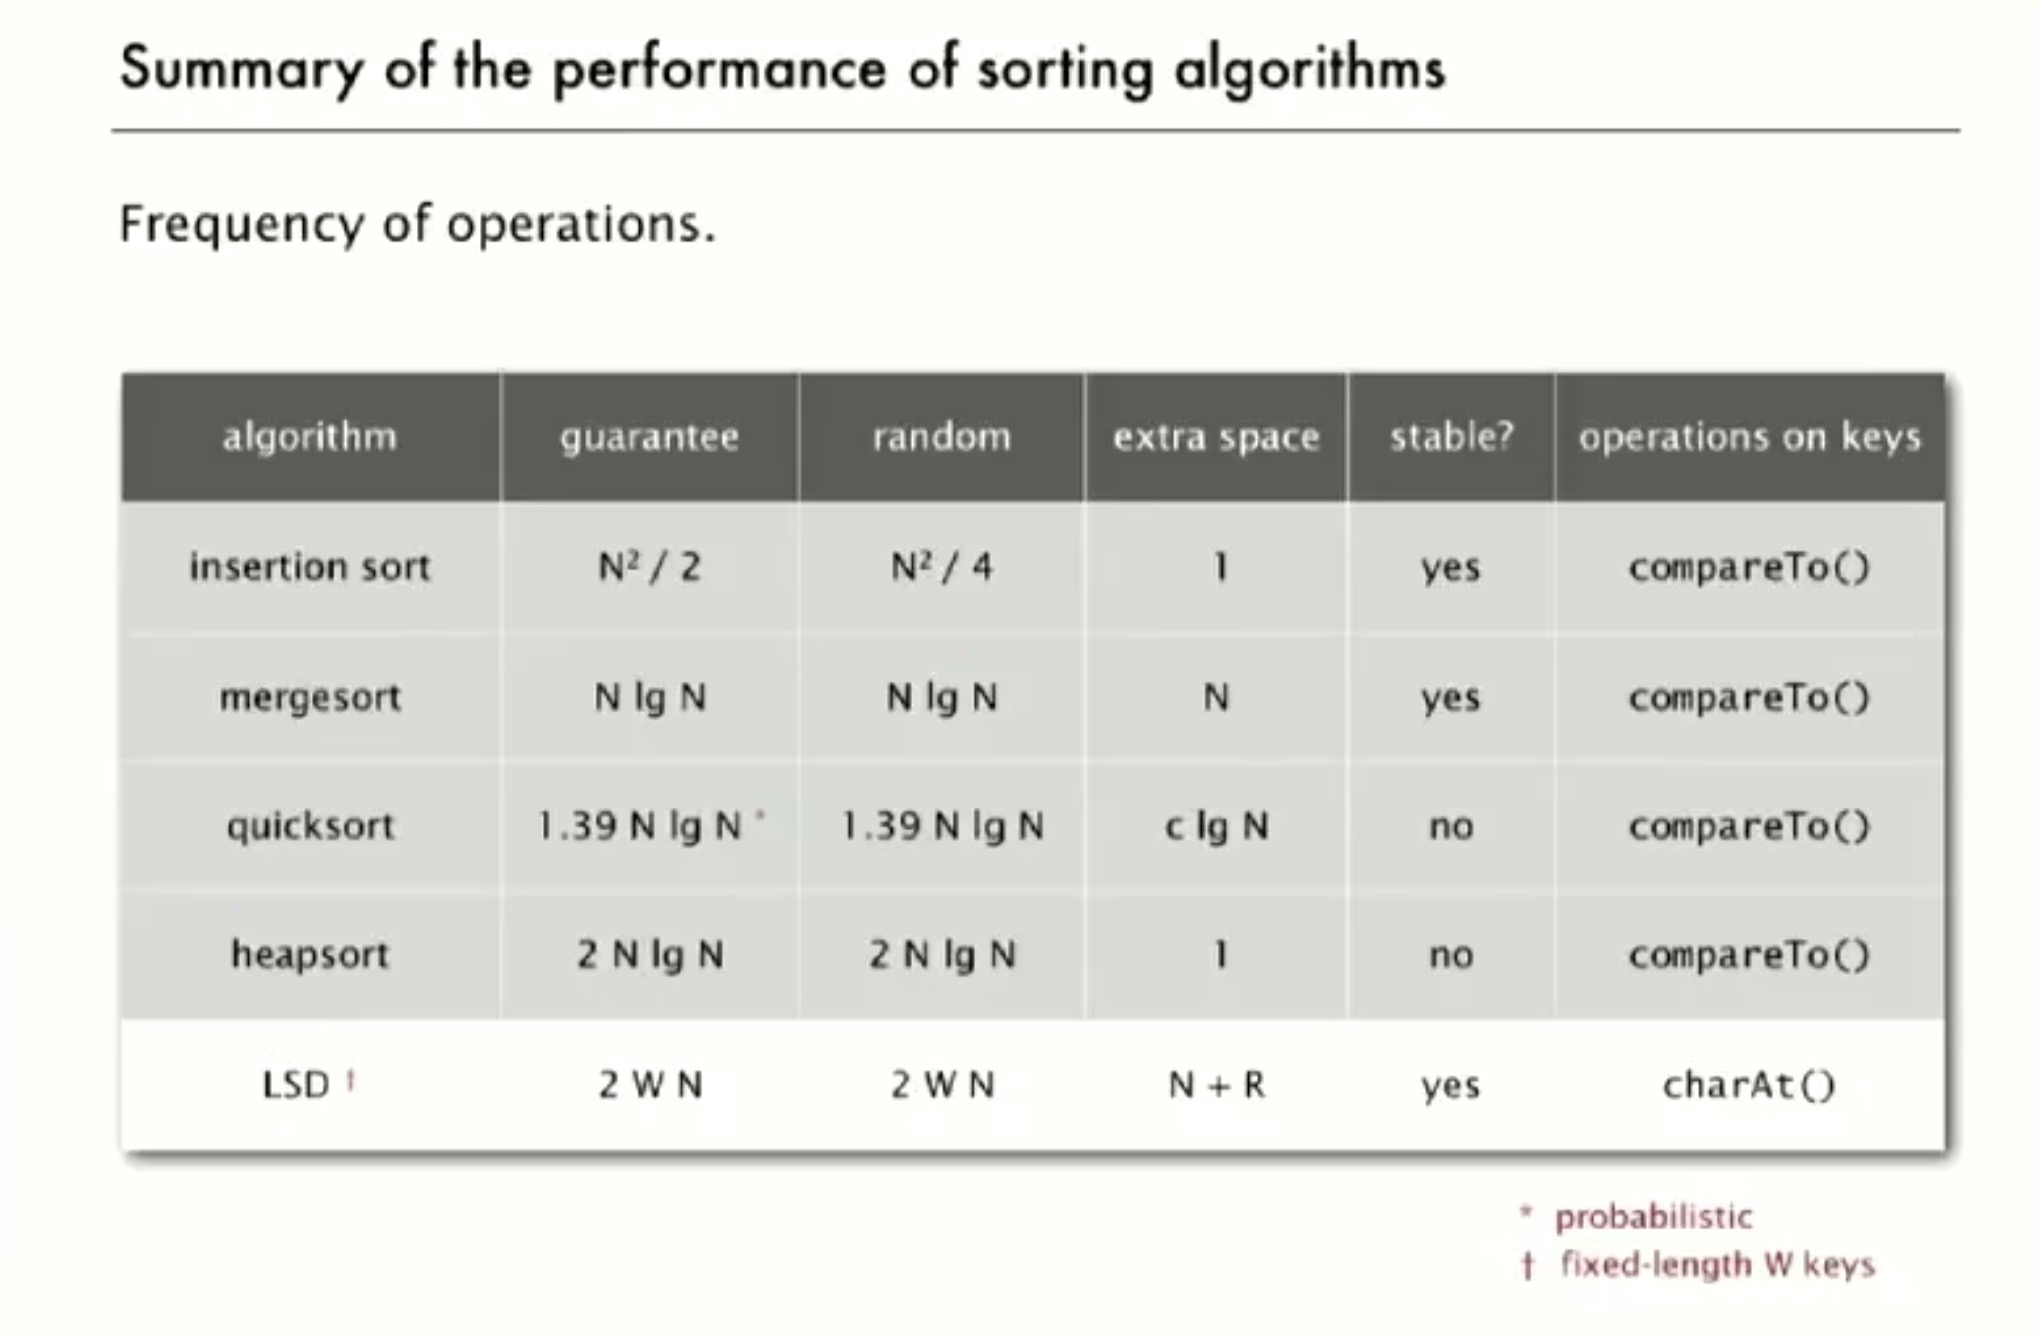 Summary of the performance of sorting algorithms
Frequency of operations.
algorithm guarantee random extra space stable? operations on keys
insertion sort N² / 2 N² / 4 1 yes compareTo()
mergesort N lg N N lg N N yes compareTo()
quicksort 1.39 N lg N * 1.39 N lg N c lg N no compareTo()
heapsort 2 N lg N 2 N lg N 1 no compareTo()
LSD † 2 W N 2 W N N + R yes charAt()
* probabilistic
† fixed-length W keys